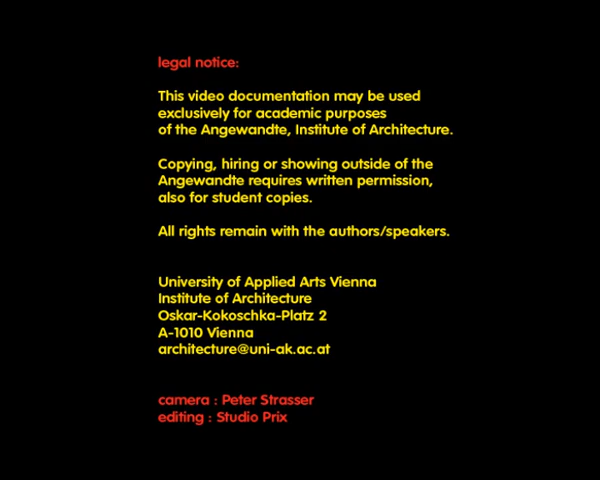 legal notice:
This video documentation may be used
exclusively for academic purposes
of the Angewandte, Institute of Architecture.
Copying, hiring or showing outside of the
Angewandte requires written permission,
also for student copies.
All rights remain with the authors/speakers.
University of Applied Arts Vienna
Institute of Architecture
Oskar-Kokoschka-Platz 2
A-1010 Vienna
architecture@uni-ak.ac.at
camera : Peter Strasser
editing : Studio Prix